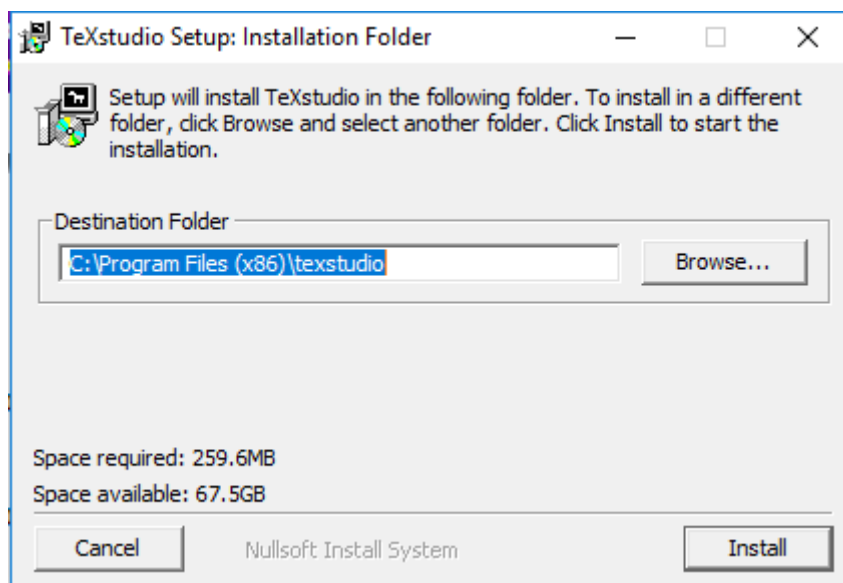 TeXstudio Setup: Installation Folder
Setup will install TeXstudio in the following folder. To install in a different
folder, click Browse and select another folder. Click Install to start the
installation.
Destination Folder
C:\Program Files (x86)\texstudio
Browse...
Space required: 259.6MB
Space available: 67.5GB
Cancel
Nullsoft Install System
Install